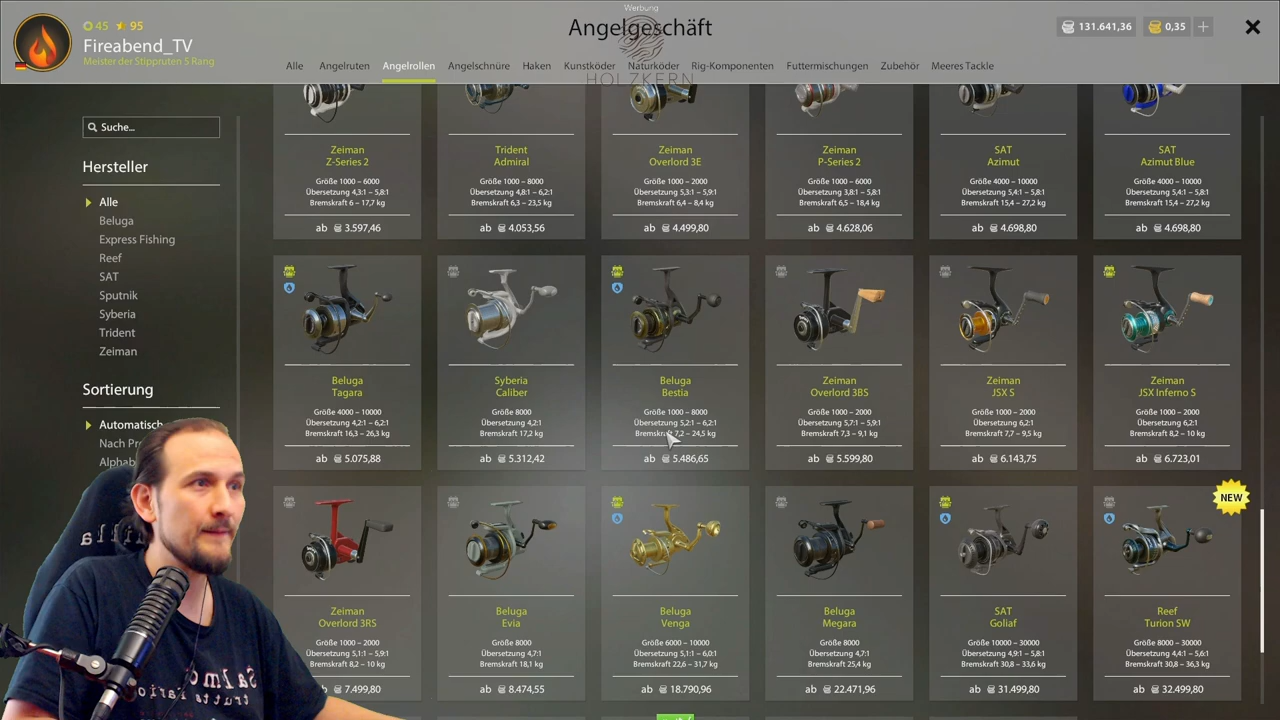 Werbung
45 95
Fireabend_TV
Meister der Stippruten 5 Rang
Angelgeschäft
HOLZKERN
131.641,36 0,35
Alle Angelruten Angelrollen Angelschnüre Haken Kunstköder Naturköder Rig-Komponenten Futtermischungen Zubehör Meeres Tackle
Suche...
Hersteller
Alle
Beluga
Express Fishing
Reef
SAT
Sputnik
Syberia
Trident
Zeiman
Sortierung
Automatisch
Nach Pr
Alphab
Zeiman
Z-Series 2
Größe 1000 – 6000
Übersetzung 4,3:1 – 5,8:1
Bremskraft 6 – 17,7 kg
ab 3.597,46
Trident
Admiral
Größe 1000 – 8000
Übersetzung 4,8:1 – 6,2:1
Bremskraft 6,3 – 23,5 kg
ab 4.053,56
Zeiman
Overlord 3E
Größe 1000 – 2000
Übersetzung 5,3:1 – 5,9:1
Bremskraft 6,4 – 8,4 kg
ab 4.499,80
Zeiman
P-Series 2
Größe 1000 – 6000
Übersetzung 3,8:1 – 5,8:1
Bremskraft 6,5 – 18,4 kg
ab 4.628,06
SAT
Azimut
Größe 4000 – 10000
Übersetzung 5,4:1 – 5,8:1
Bremskraft 15,4 – 27,2 kg
ab 4.698,80
SAT
Azimut Blue
Größe 4000 – 10000
Übersetzung 5,4:1 – 5,8:1
Bremskraft 15,4 – 27,2 kg
ab 4.698,80
Beluga
Tagara
Größe 4000 – 10000
Übersetzung 4,2:1 – 6,2:1
Bremskraft 16,3 – 26,3 kg
ab 5.075,88
Syberia
Caliber
Größe 8000
Übersetzung 4,2:1
Bremskraft 17,2 kg
ab 5.312,42
Beluga
Bestia
Größe 1000 – 8000
Übersetzung 5,2:1 – 6,2:1
Bremskraft 7,2 – 24,5 kg
ab 5.486,65
Zeiman
Overlord 3BS
Größe 1000 – 2000
Übersetzung 5,7:1 – 5,9:1
Bremskraft 7,3 – 9,1 kg
ab 5.599,80
Zeiman
JSX S
Größe 1000 – 2000
Übersetzung 6,2:1
Bremskraft 7,7 – 9,5 kg
ab 6.143,75
Zeiman
JSX Inferno S
Größe 1000 – 2000
Übersetzung 6,2:1
Bremskraft 8,2 – 10 kg
ab 6.723,01
Zeiman
Overlord 3RS
Größe 1000 – 2000
Übersetzung 5,1:1 – 5,9:1
Bremskraft 8,2 – 10 kg
ab 7.499,80
Beluga
Evia
Größe 8000
Übersetzung 4,7:1
Bremskraft 18,1 kg
ab 8.474,55
Beluga
Venga
Größe 6000 – 10000
Übersetzung 5,1:1 – 6,0:1
Bremskraft 22,6 – 31,7 kg
ab 18.790,96
Beluga
Megara
Größe 8000
Übersetzung 4,7:1
Bremskraft 25,4 kg
ab 22.471,96
SAT
Goliaf
Größe 10000 – 30000
Übersetzung 4,9:1 – 5,8:1
Bremskraft 30,8 – 33,6 kg
ab 31.499,80
NEW
Reef
Turion SW
Größe 8000 – 30000
Übersetzung 4,4:1 – 5,6:1
Bremskraft 30,8 – 36,3 kg
ab 32.499,80